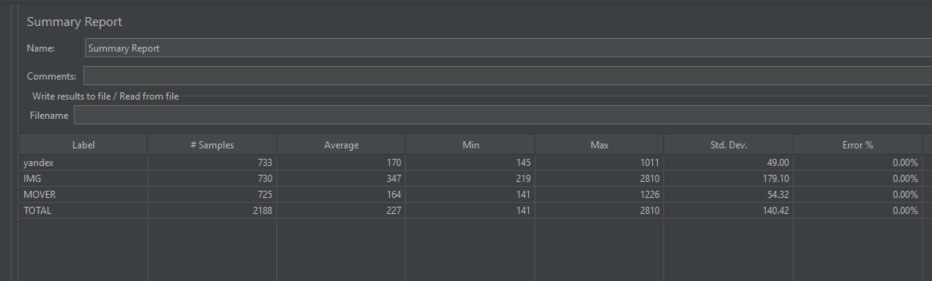 Summary Report
Name: Summary Report
Comments:
Write results to file / Read from file
Filename
Label # Samples Average Min Max Std. Dev. Error %
yandex 733 170 145 1011 49.00 0.00%
IMG 730 347 219 2810 179.10 0.00%
MOVER 725 164 141 1226 54.32 0.00%
TOTAL 2188 227 141 2810 140.42 0.00%